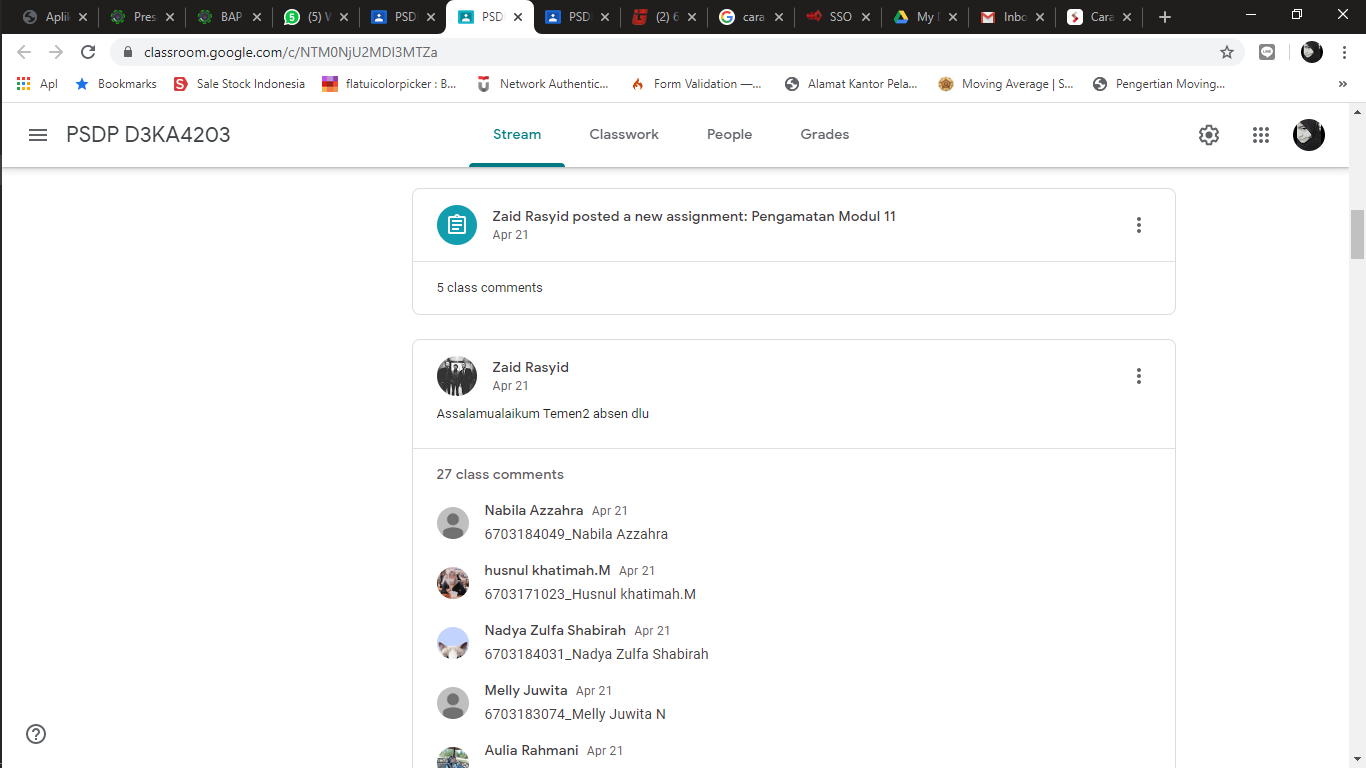 Apli
Pres
BAP
(5) W
PSD
PSD
PSD
(2) 6
cara
SSO
My
Inbo
Cara
classroom.google.com/c/NTM0NjU2MDI3MTZa
Apl
Bookmarks
Sale Stock Indonesia
flatuicolorpicker : B...
Network Authentic...
Form Validation —...
Alamat Kantor Pela...
Moving Average | S...
Pengertian Moving...
»
PSDP D3KA4203
Stream
Classwork
People
Grades
Zaid Rasyid posted a new assignment: Pengamatan Modul 11
Apr 21
5 class comments
Zaid Rasyid
Apr 21
Assalamualaikum Temen2 absen dlu
27 class comments
Nabila Azzahra Apr 21
6703184049_Nabila Azzahra
husnul khatimah.M Apr 21
6703171023_Husnul khatimah.M
Nadya Zulfa Shabirah Apr 21
6703184031_Nadya Zulfa Shabirah
Melly Juwita Apr 21
6703183074_Melly Juwita N
Aulia Rahmani Apr 21